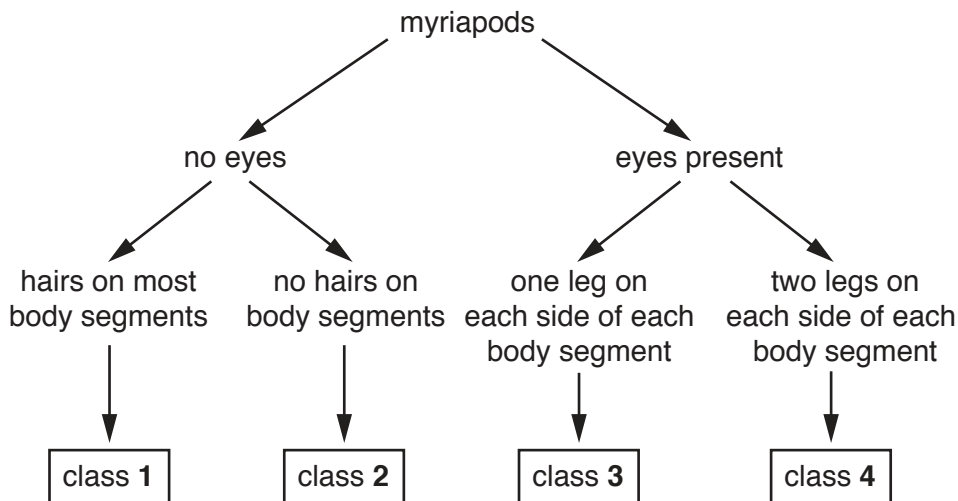 myriapods
no eyes
eyes present
hairs on most
body segments
no hairs on
body segments
one leg on
each side of each
body segment
two legs on
each side of each
body segment
class 1
class 2
class 3
class 4